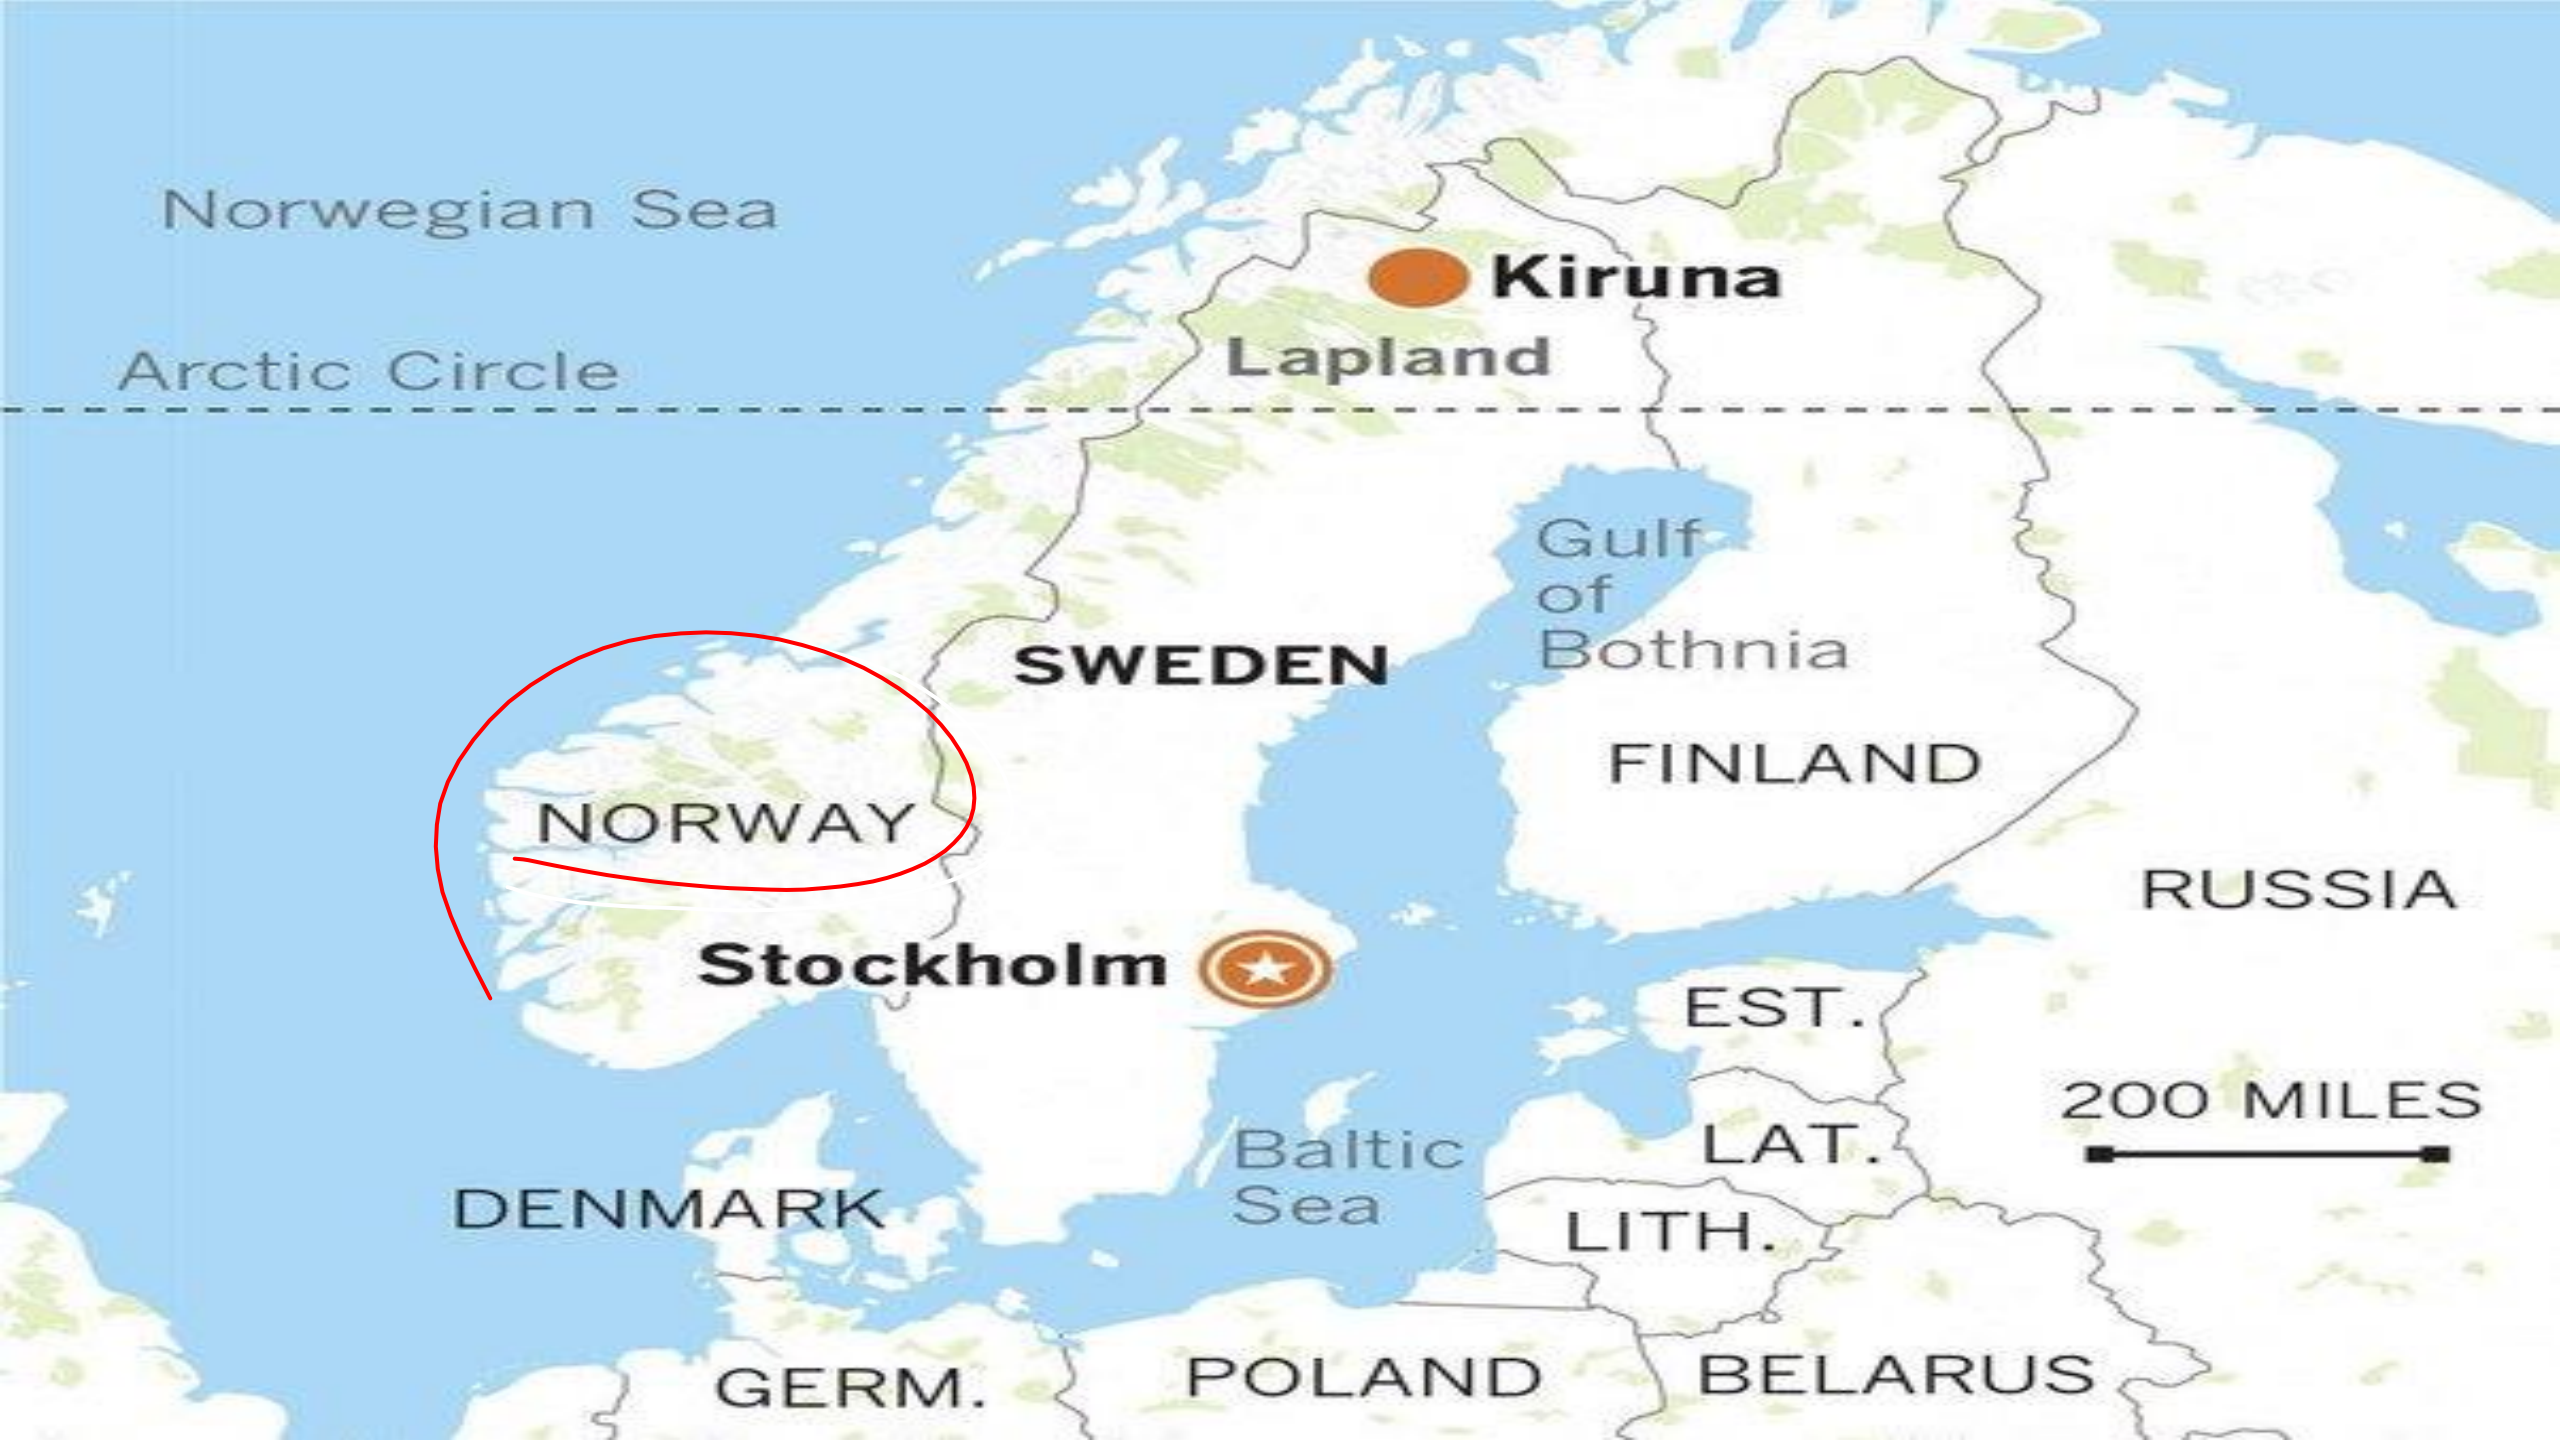 Norwegian Sea
Kiruna
Lapland
Arctic Circle
Gulf
of
Bothnia
SWEDEN
FINLAND
NORWAY
RUSSIA
Stockholm
EST.
200 MILES
LAT.
Baltic
Sea
DENMARK
LITH.
GERM.
POLAND
BELARUS